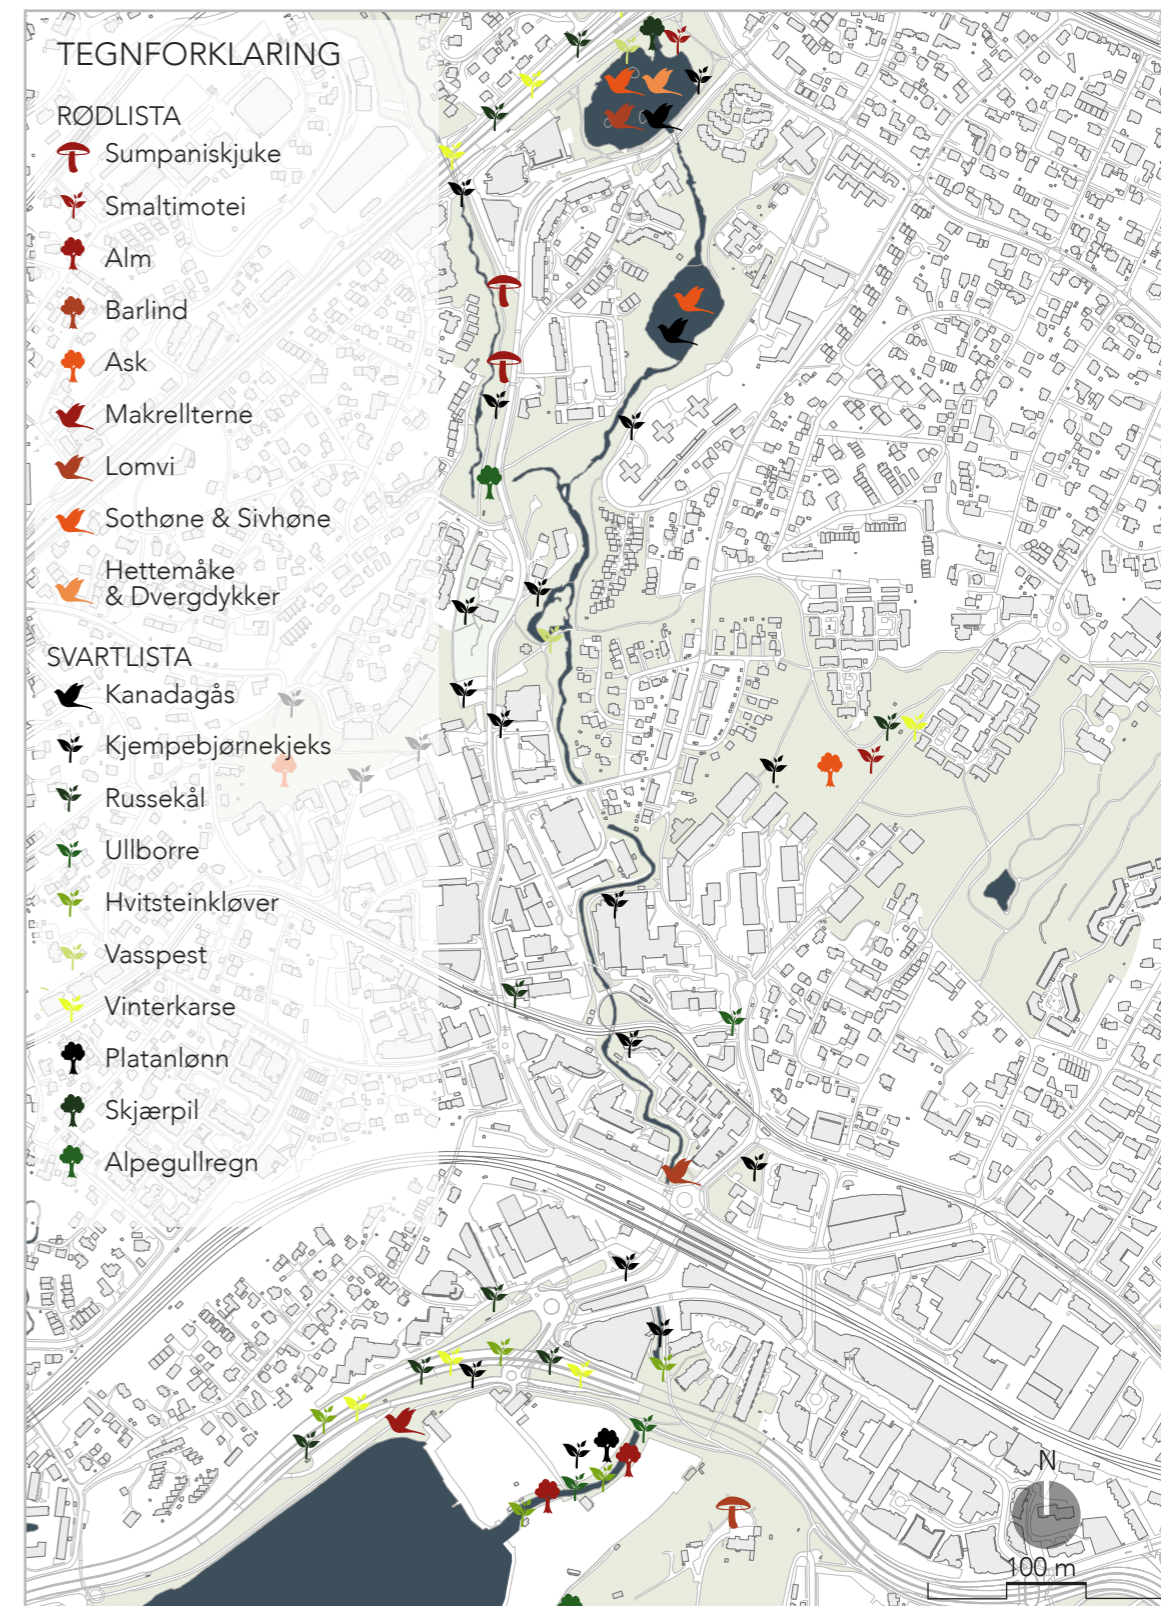 TEGNFORKLARING
RØDLISTA
Sumpaniskjuke
Smaltimotei
Alm
Barlind
Ask
Makrellterne
Lomvi
Sothøne & Sivhøne
Hettemåke
& Dvergdykker
SVARTLISTA
Kanadagås
Kjempebjørnekjeks
Russekål
Ullborre
Hvitsteinkløver
Vasspest
Vinterkarse
Platanlønn
Skjærpil
Alpegullregn
N
100 m